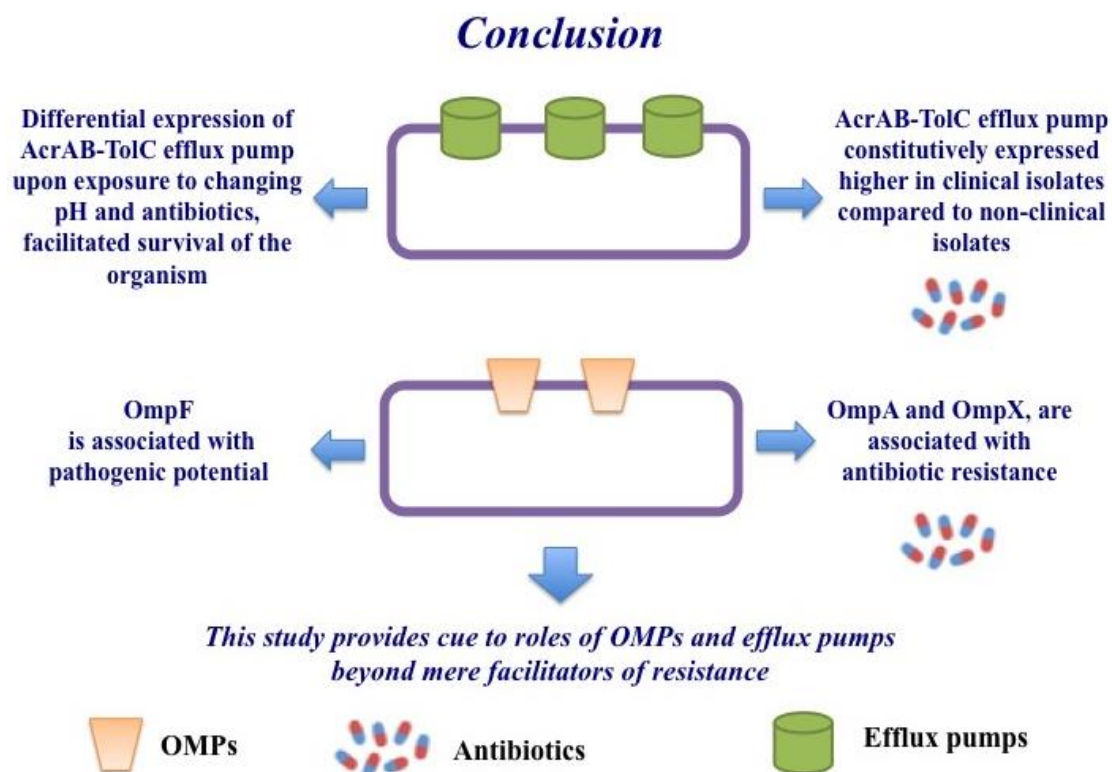 Conclusion
Differential expression of
AcrAB-TolC efflux pump
upon exposure to changing
pH and antibiotics,
facilitated survival of the
organism
AcrAB-TolC efflux pump
constitutively expressed
higher in clinical isolates
compared to non-clinical
isolates
OmpF
is associated with
pathogenic potential
OmpA and OmpX, are
associated with
antibiotic resistance
This study provides cue to roles of OMPs and efflux pumps
beyond mere facilitators of resistance
OMPs
Antibiotics
Efflux pumps